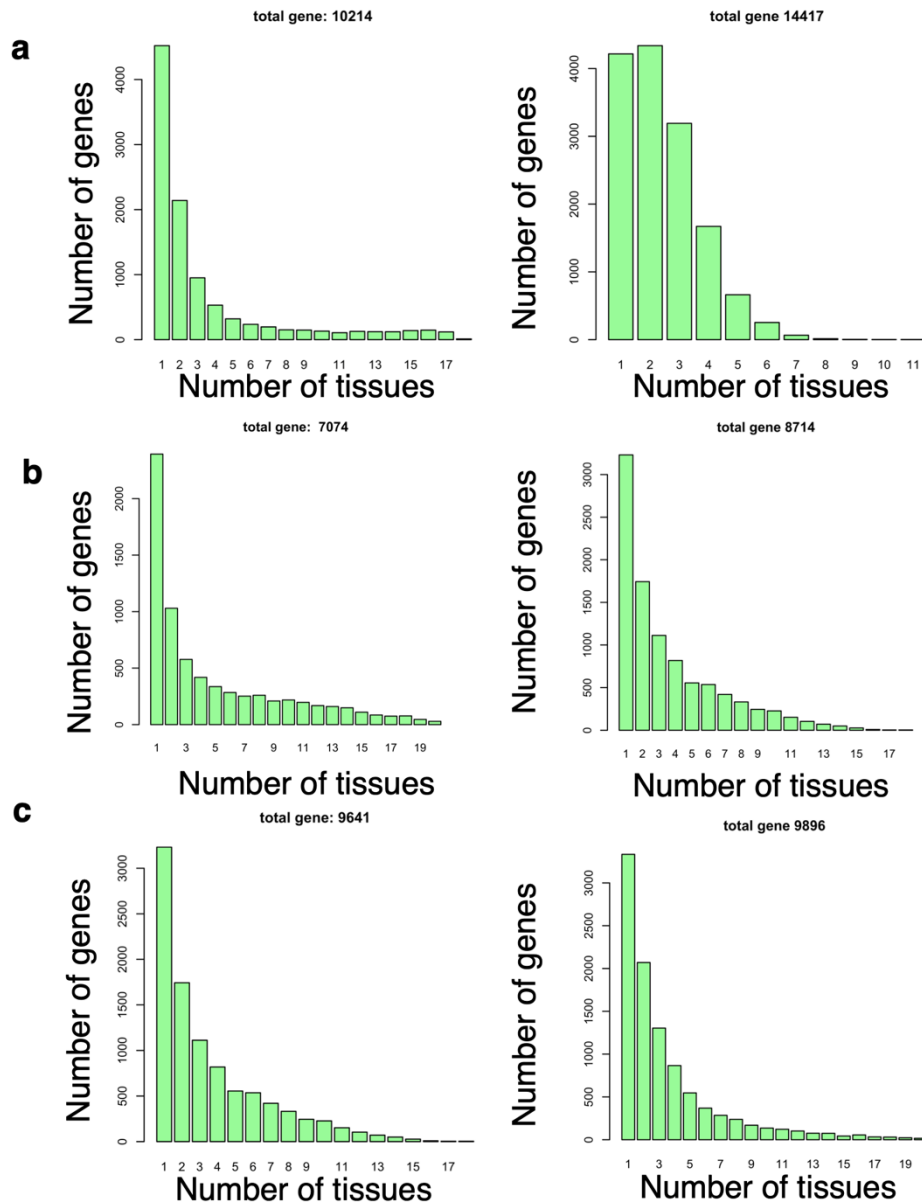 a
total gene: 10214
Number of genes
0 1000 2000 3000 4000
1 2 3 4 5 6 7 8 9 11 13 15 17
Number of tissues
total gene 14417
Number of genes
0 1000 2000 3000 4000
1 2 3 4 5 6 7 8 9 10 11
Number of tissues
b
total gene: 7074
Number of genes
0 500 1000 1500 2000
1 3 5 7 9 11 13 15 17 19
Number of tissues
total gene 8714
Number of genes
0 500 1000 1500 2000 2500 3000
1 2 3 4 5 6 7 8 9 11 13 15 17
Number of tissues
c
total gene: 9641
Number of genes
0 500 1000 1500 2000 2500 3000
1 2 3 4 5 6 7 8 9 11 13 15 17
Number of tissues
total gene 9896
Number of genes
0 500 1000 1500 2000 2500 3000
1 3 5 7 9 11 13 15 17 19
Number of tissues